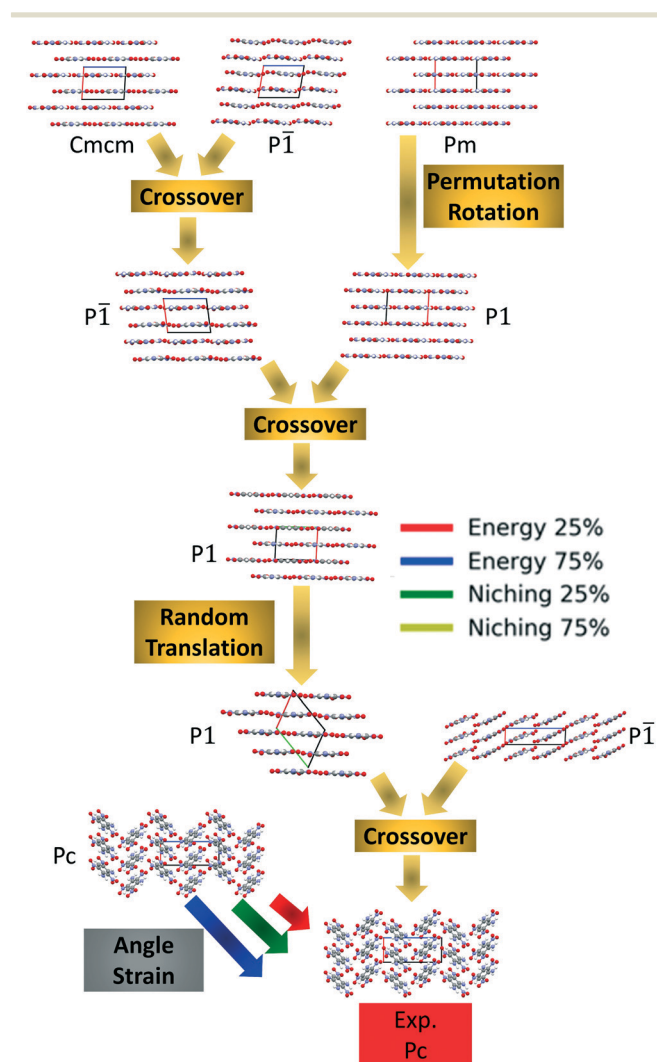 Cmcm
P1̅
Pm
Crossover
Permutation
Rotation
P1̅
P1
Crossover
P1
Energy 25%
Energy 75%
Niching 25%
Niching 75%
Random
Translation
P1
P1̅
Crossover
Pc
Angle
Strain
Exp.
Pc